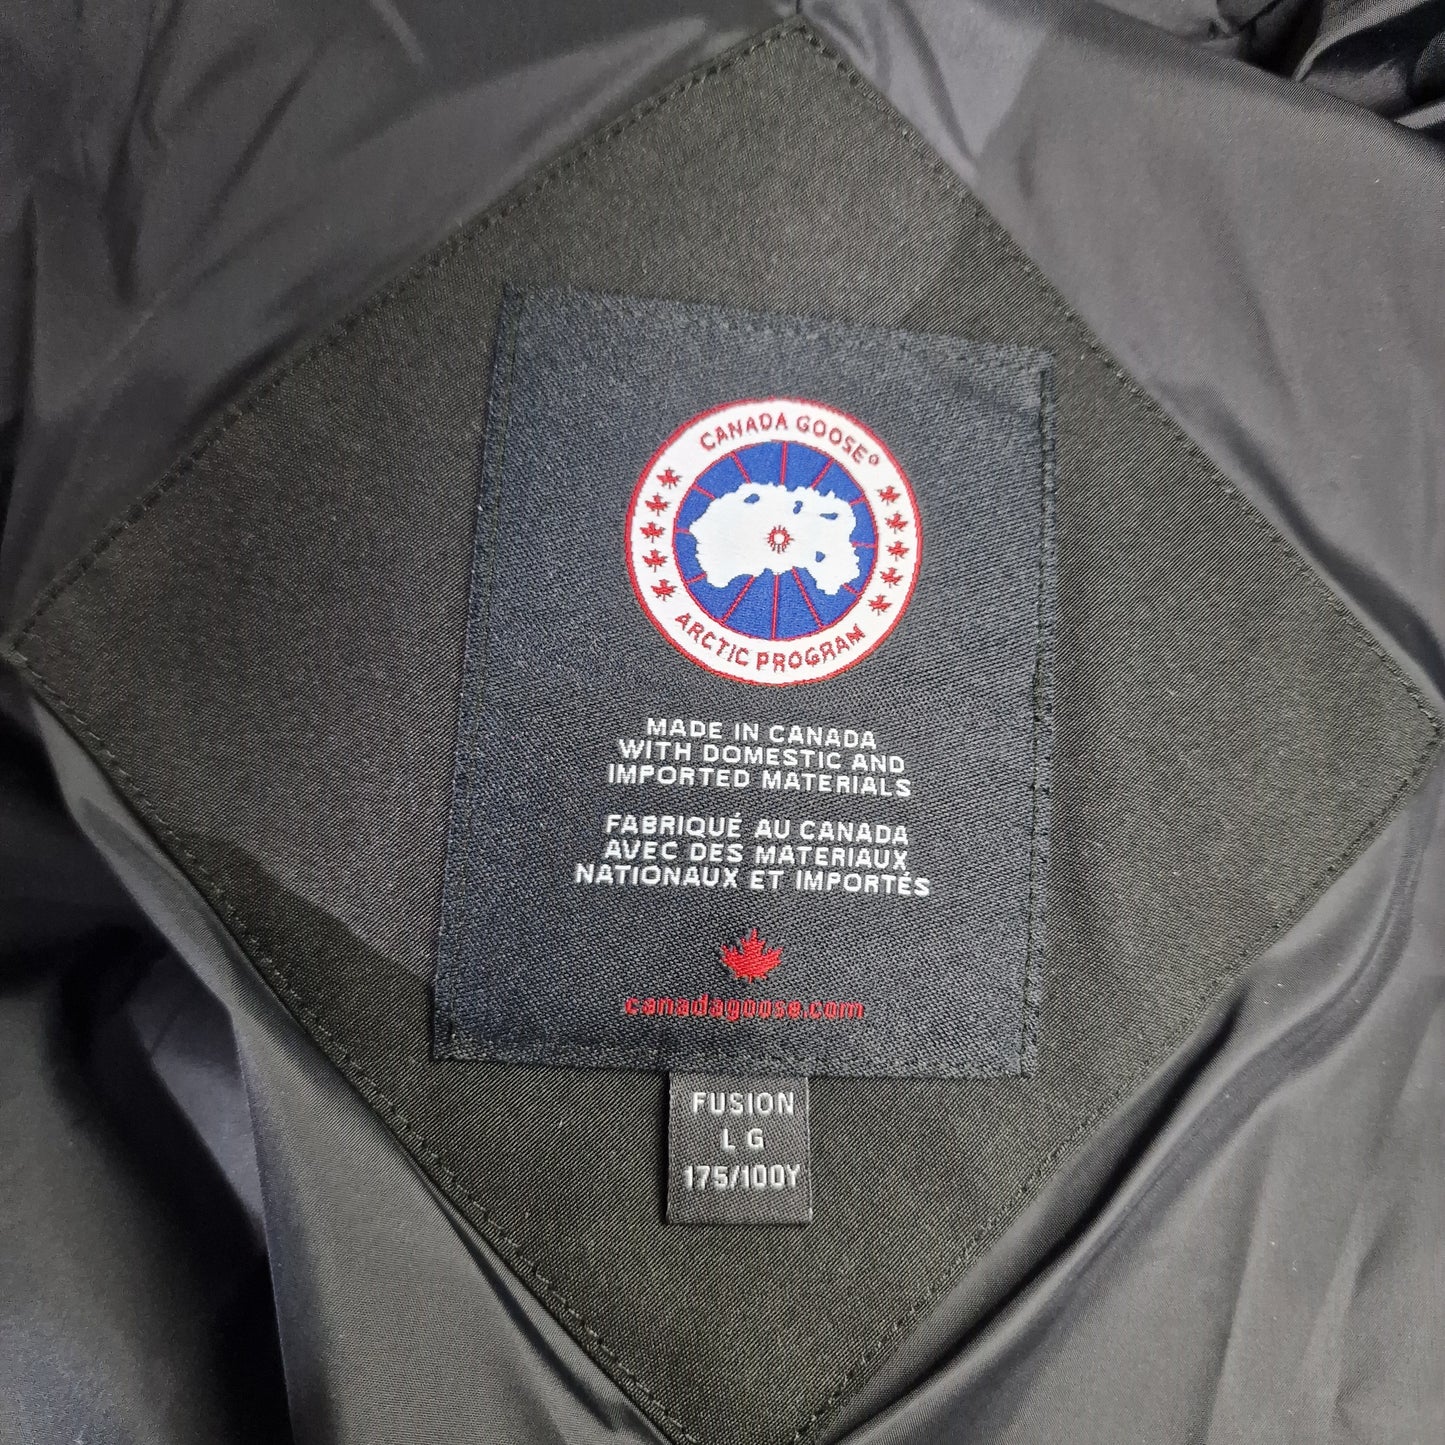 CANADA GOOSE®
ARCTIC PROGRAM
MADE IN CANADA
WITH DOMESTIC AND
IMPORTED MATERIALS
FABRIQUÉ AU CANADA
AVEC DES MATERIAUX
NATIONAUX ET IMPORTÉS
canadagoose.com
FUSION
LG
175/100Y